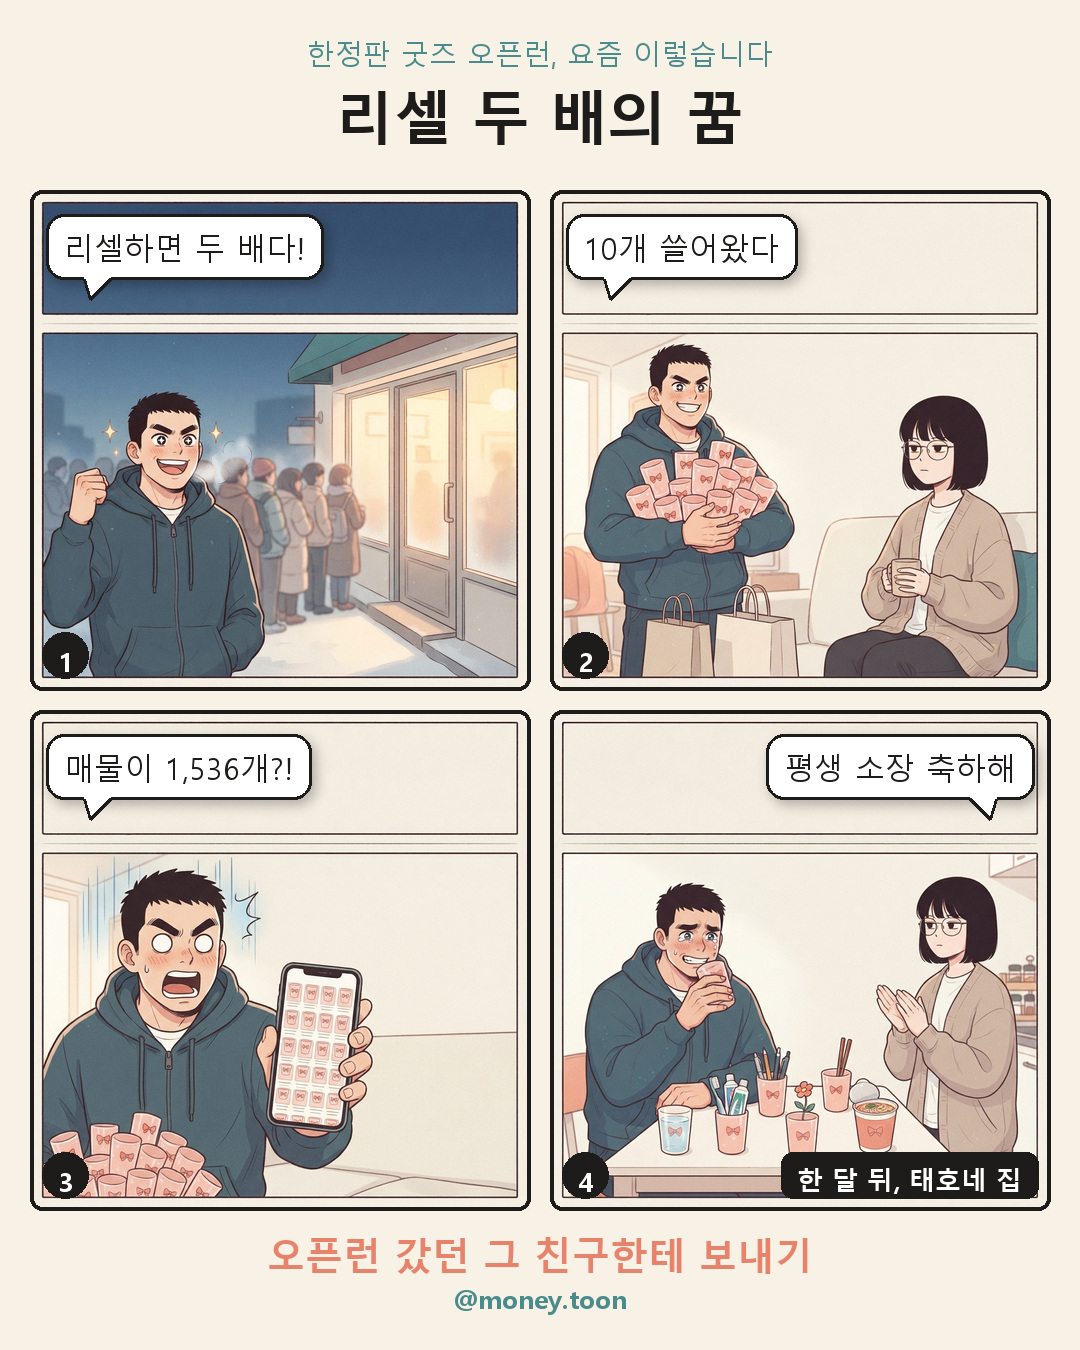 한정판 굿즈 오픈런, 요즘 이렇습니다
리셀 두 배의 꿈
리셀하면 두 배다!
1
10개 쓸어왔다
2
매물이 1,536개?!
3
평생 소장 축하해
4
한 달 뒤, 태호네 집
오픈런 갔던 그 친구한테 보내기
@money.toon